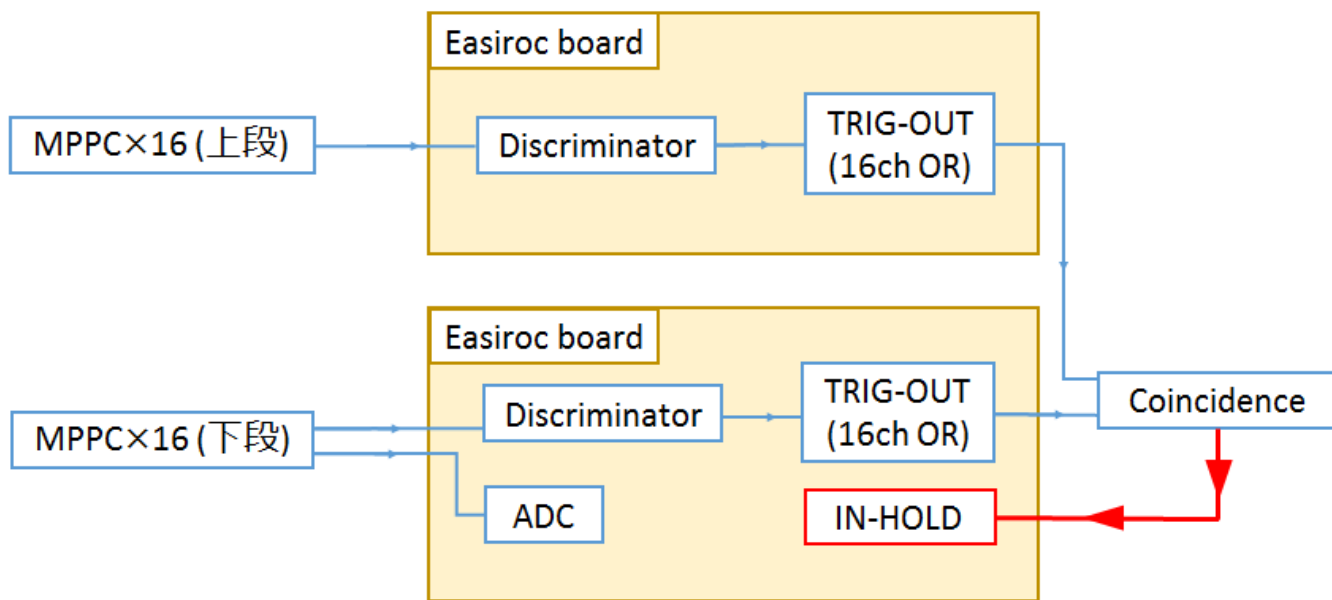 Easiroc board
MPPC×16 (上段)
Discriminator
TRIG-OUT
(16ch OR)
Easiroc board
MPPC×16 (下段)
Discriminator
TRIG-OUT
(16ch OR)
Coincidence
ADC
IN-HOLD